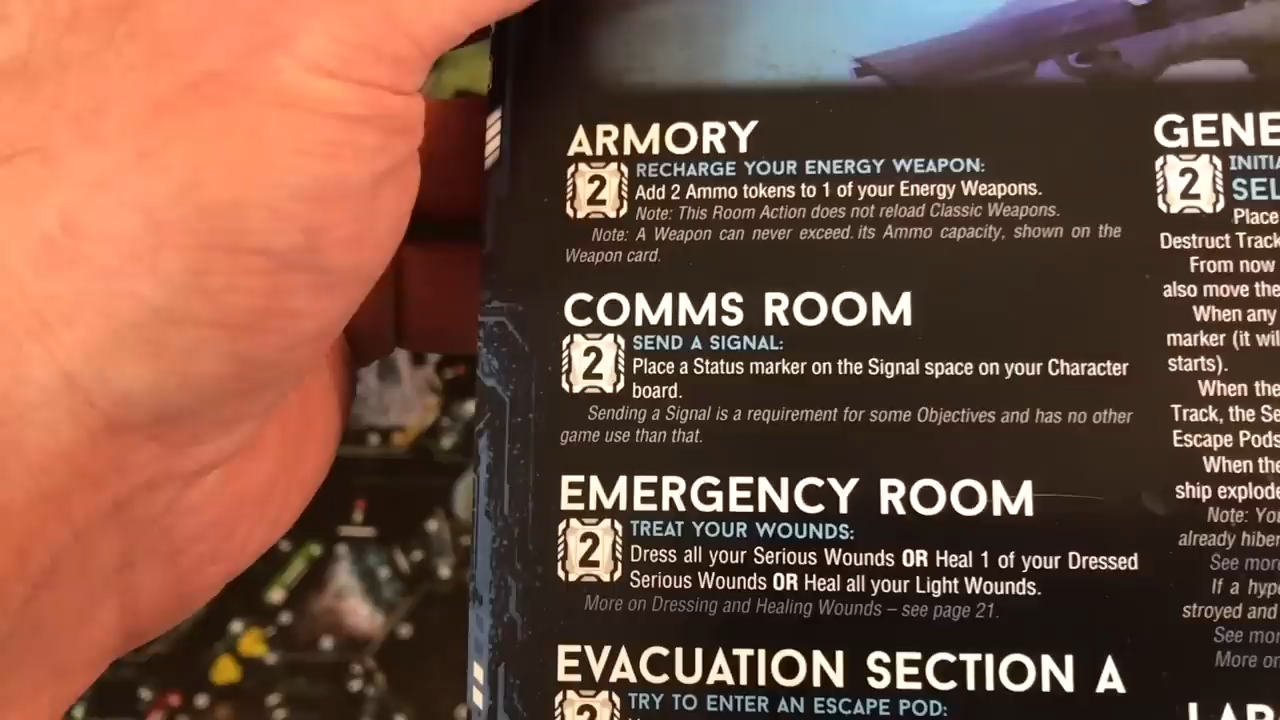 ARMORY
2
RECHARGE YOUR ENERGY WEAPON:
Add 2 Ammo tokens to 1 of your Energy Weapons.
Note: This Room Action does not reload Classic Weapons.
Note: A Weapon can never exceed its Ammo capacity, shown on the
Weapon card.
COMMS ROOM
2
SEND A SIGNAL:
Place a Status marker on the Signal space on your Character
board.
Sending a Signal is a requirement for some Objectives and has no other
game use than that.
EMERGENCY ROOM
2
TREAT YOUR WOUNDS:
Dress all your Serious Wounds OR Heal 1 of your Dressed
Serious Wounds OR Heal all your Light Wounds.
More on Dressing and Healing Wounds – see page 21.
EVACUATION SECTION A
2
TRY TO ENTER AN ESCAPE POD:
GENE
2
INITIA
SEL
Place
Destruct Track
From now
also move the
When any
marker (it wil
starts).
When the
Track, the Se
Escape Pods
When the
ship explode
Note: You
already hiber
See more
If a hype
stroyed and
See mor
More on
LAB